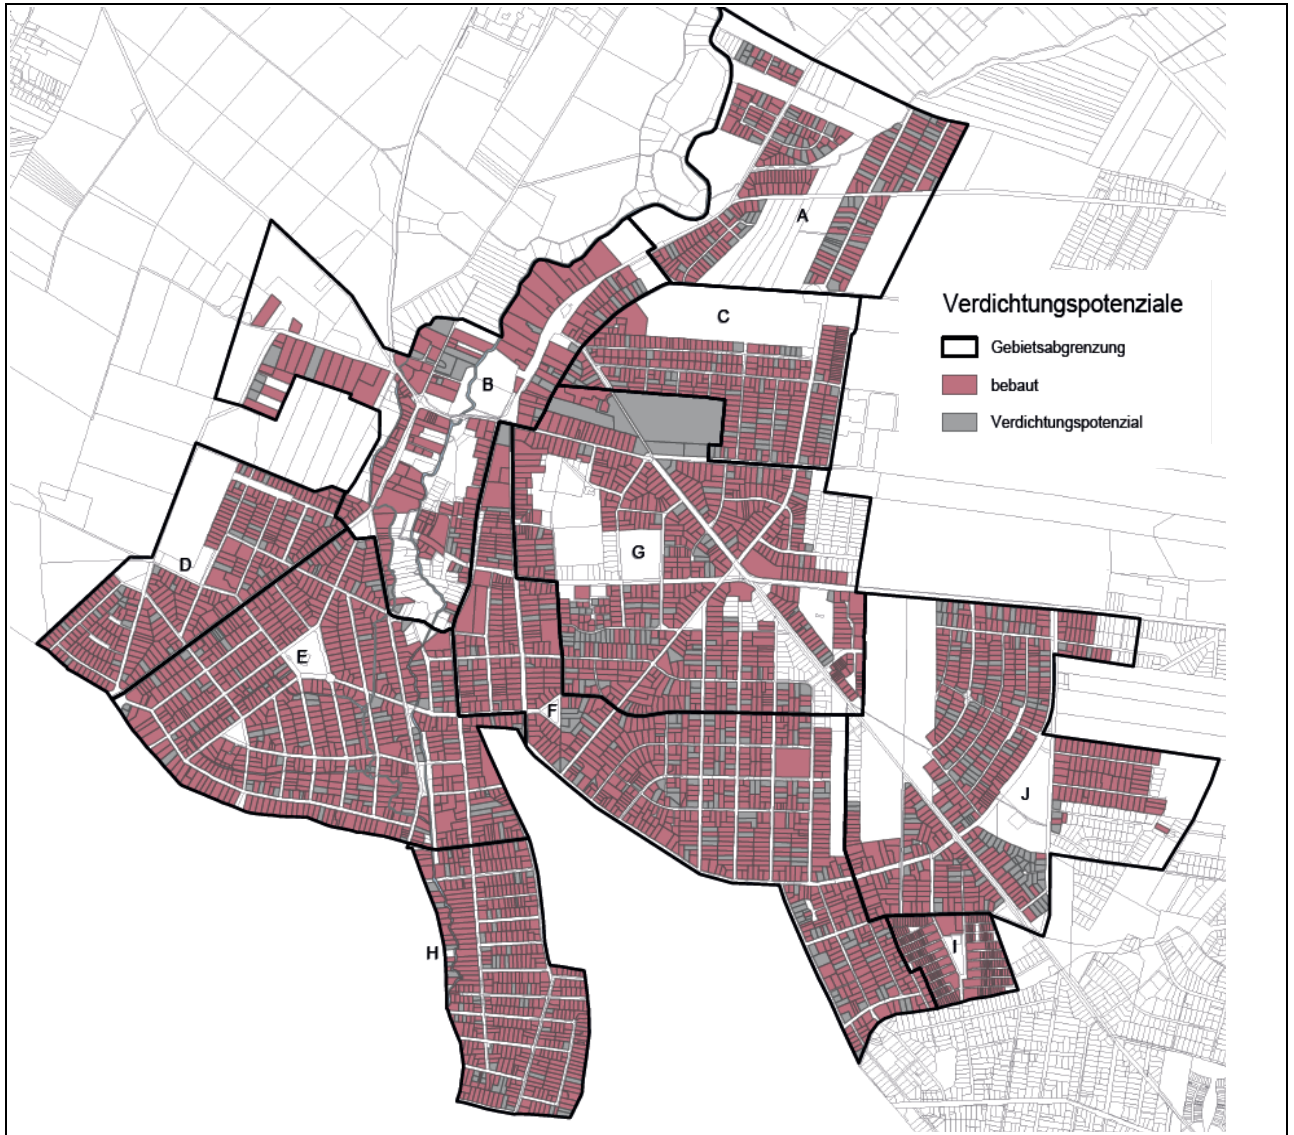 A
Verdichtungspotenziale
C
Gebietsabgrenzung
B
bebaut
Verdichtungspotenzial
G
D
E
F
J
H
I